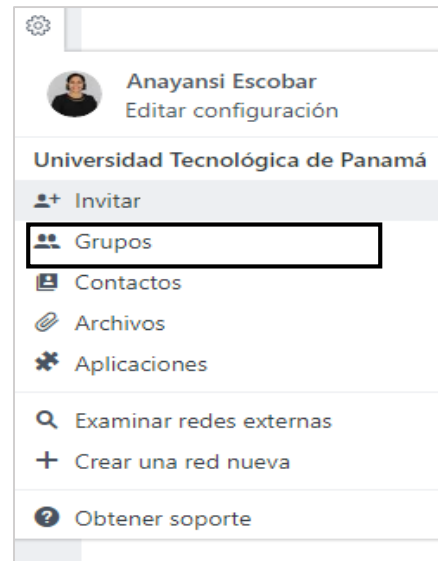 Anayansi Escobar
Editar configuración
Universidad Tecnológica de Panamá
Invitar
Grupos
Contactos
Archivos
Aplicaciones
Examinar redes externas
Crear una red nueva
Obtener soporte